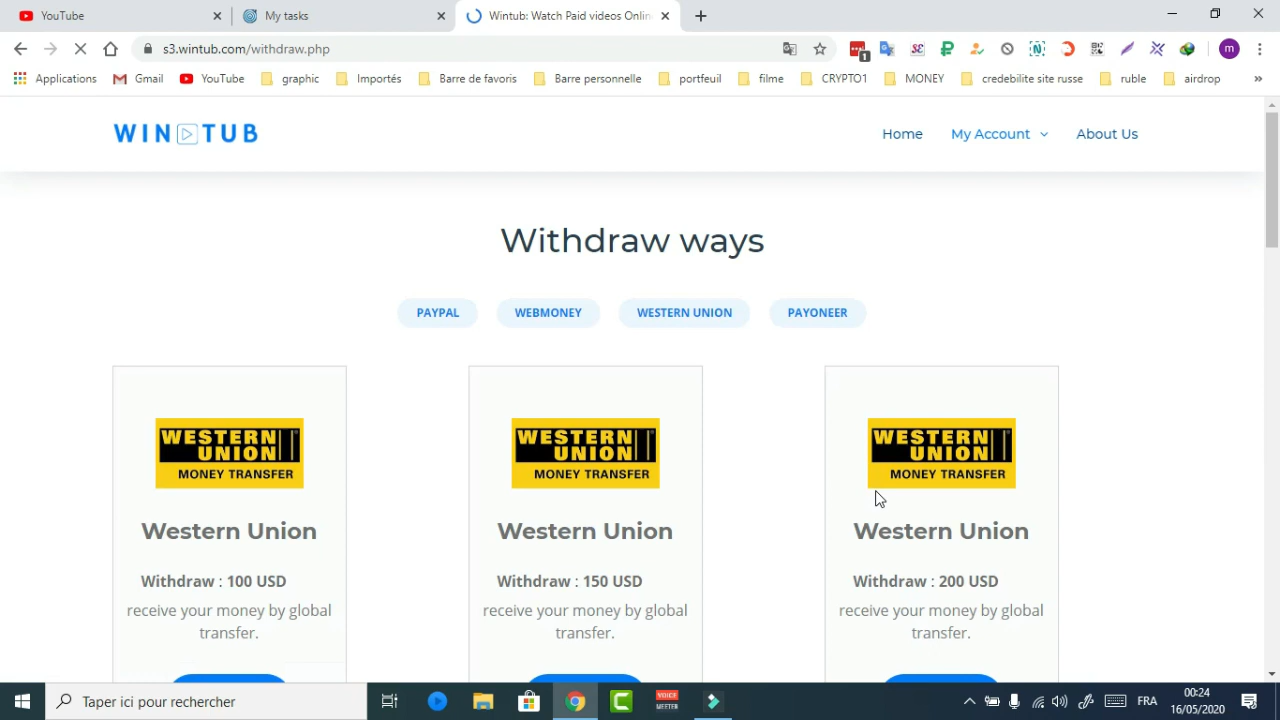 YouTube
My tasks
Wintub: Watch Paid videos Onlin
s3.wintub.com/withdraw.php
1
m
Applications
Gmail
YouTube
graphic
Importés
Barre de favoris
Barre personnelle
portfeuil
filme
CRYPTO1
MONEY
credebilite site russe
ruble
airdrop
»
WIN TUB
Home
My Account
About Us
Withdraw ways
PAYPAL
WEBMONEY
WESTERN UNION
PAYONEER
WESTERN
UNION
MONEY TRANSFER
Western Union
Withdraw : 100 USD
receive your money by global
transfer.
WESTERN
UNION
MONEY TRANSFER
Western Union
Withdraw : 150 USD
receive your money by global
transfer.
WESTERN
UNION
MONEY TRANSFER
Western Union
Withdraw : 200 USD
receive your money by global
transfer.
Taper ici pour rechercher
VOICE
MEETER
FRA
00:24
16/05/2020